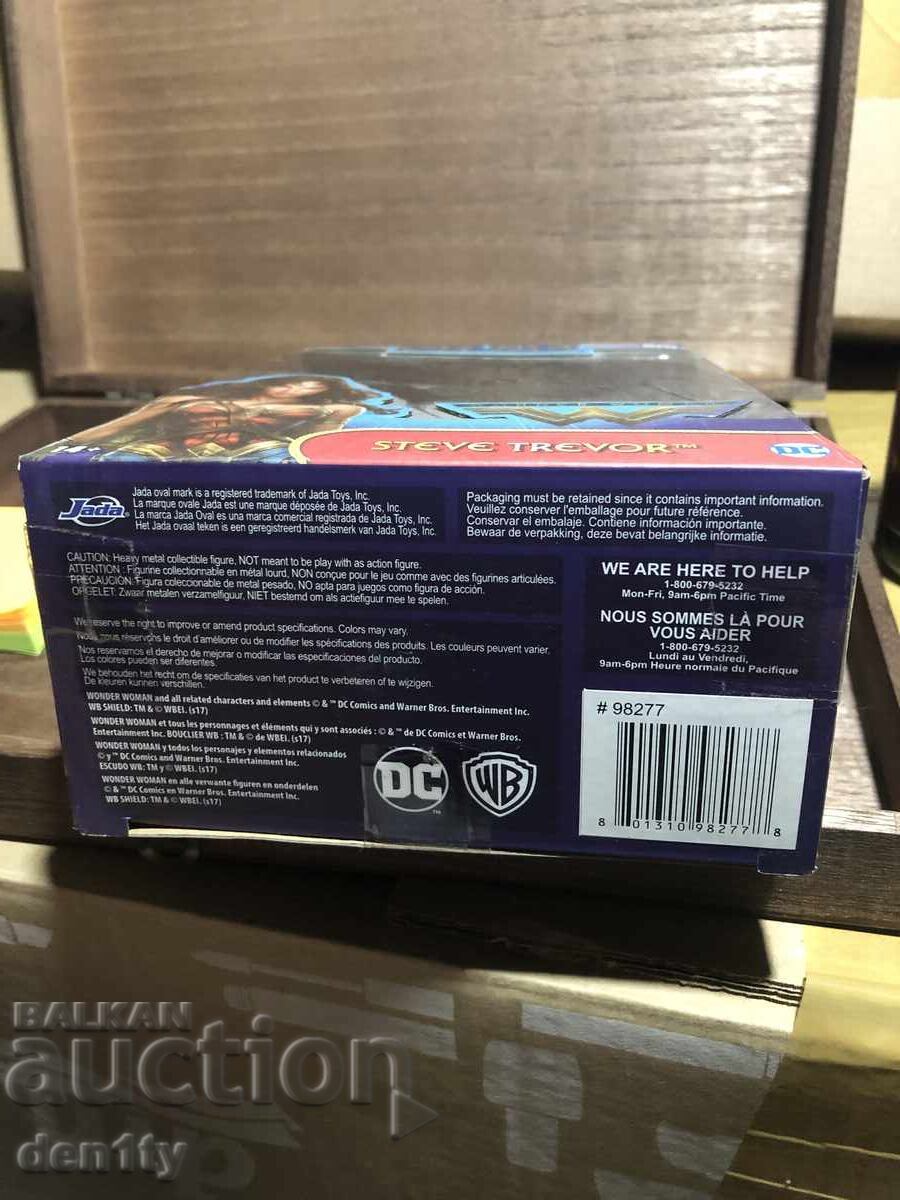 14+
STEVE TREVOR™
DC
Jada
Jada oval mark is a registered trademark of Jada Toys, Inc.
La marque ovale Jada est une marque déposée de Jada Toys, Inc.
La marca Jada Oval es una marca comercial registrada de Jada Toys, Inc.
Het Jada ovaal teken is een geregistreerd handelsmerk van Jada Toys, Inc.
Packaging must be retained since it contains important information.
Veuillez conserver l'emballage pour future référence.
Conservar el embalaje. Contiene información importante.
Bewaar de verpakking, deze bevat belangrijke informatie.
CAUTION: Heavy metal collectible figure, NOT meant to be play with as action figure.
ATTENTION : Figurine collectionnable en métal lourd, NON conçue pour le jeu comme avec des figurines articulées.
PRECAUCIÓN: Figura coleccionable de metal pesado, NO apta para juegos como figura de acción.
OPGELET: Zwaar metalen verzamelfiguur, NIET bestemd om als actiefiguur mee te spelen.
WE ARE HERE TO HELP
1-800-679-5232
Mon-Fri, 9am-6pm Pacific Time
NOUS SOMMES LÀ POUR
VOUS AIDER
1-800-679-5232
Lundi au Vendredi,
9am-6pm Heure normale du Pacifique
We reserve the right to improve or amend product specifications. Colors may vary.
Nous nous réservons le droit d'améliorer ou de modifier les spécifications des produits. Les couleurs peuvent varier.
Nos reservamos el derecho de mejorar o modificar las especificaciones del producto.
Los colores pueden ser diferentes.
We behouden het recht om de specificaties van het product te verbeteren of te wijzigen.
De kleuren kunnen verschillen.
WONDER WOMAN and all related characters and elements © & ™ DC Comics and Warner Bros. Entertainment Inc.
WB SHIELD: TM & © WBEI. (s17)
WONDER WOMAN et tous les personnages et éléments qui y sont associés : © & ™ de DC Comics et Warner Bros.
Entertainment Inc. BOUCLIER WB : TM & © de WBEI. (s17)
WONDER WOMAN y todos los personajes y elementos relacionados
© y ™ DC Comics and Warner Bros. Entertainment Inc.
ESCUDO WB: TM y © WBEI. (s17)
WONDER WOMAN en alle verwante figuren en onderdelen
© & ™ DC Comics en Warner Bros. Entertainment Inc.
WB SHIELD: TM & © WBEI. (s17)
DC™
WB
# 98277
8 01310 98277 8
BALKAN
auction
den1ty